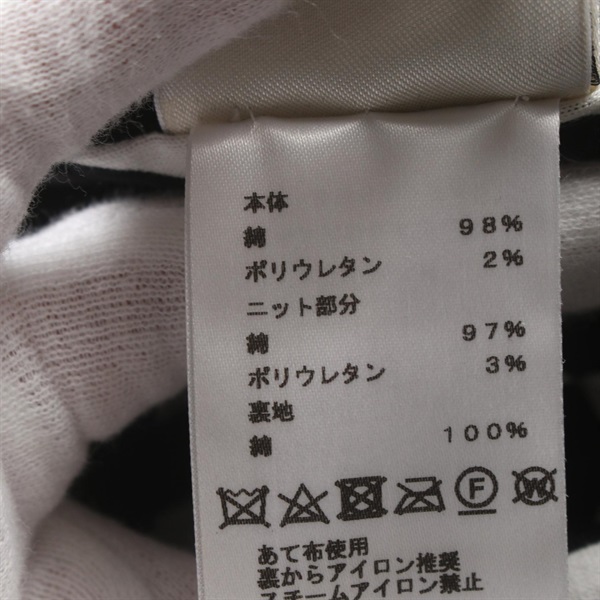 本体
綿 98%
ポリウレタン 2%
ニット部分
綿 97%
ポリウレタン 3%
裏地
綿 100%
F W
あて布使用
裏からアイロン推奨
スチームアイロン禁止